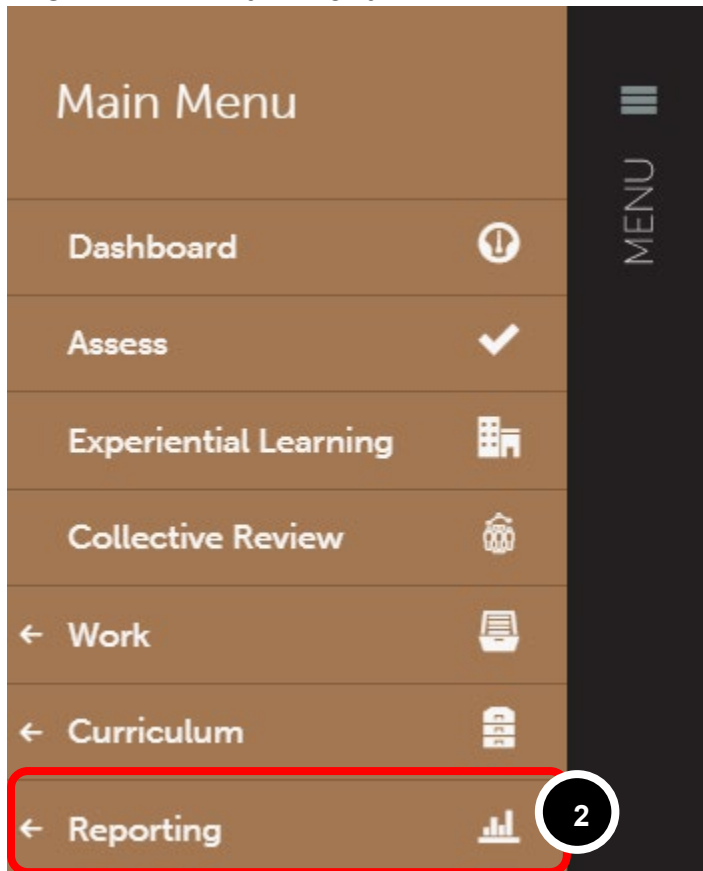 Main Menu
MENU
Dashboard
Assess
Experiential Learning
Collective Review
← Work
← Curriculum
← Reporting
2